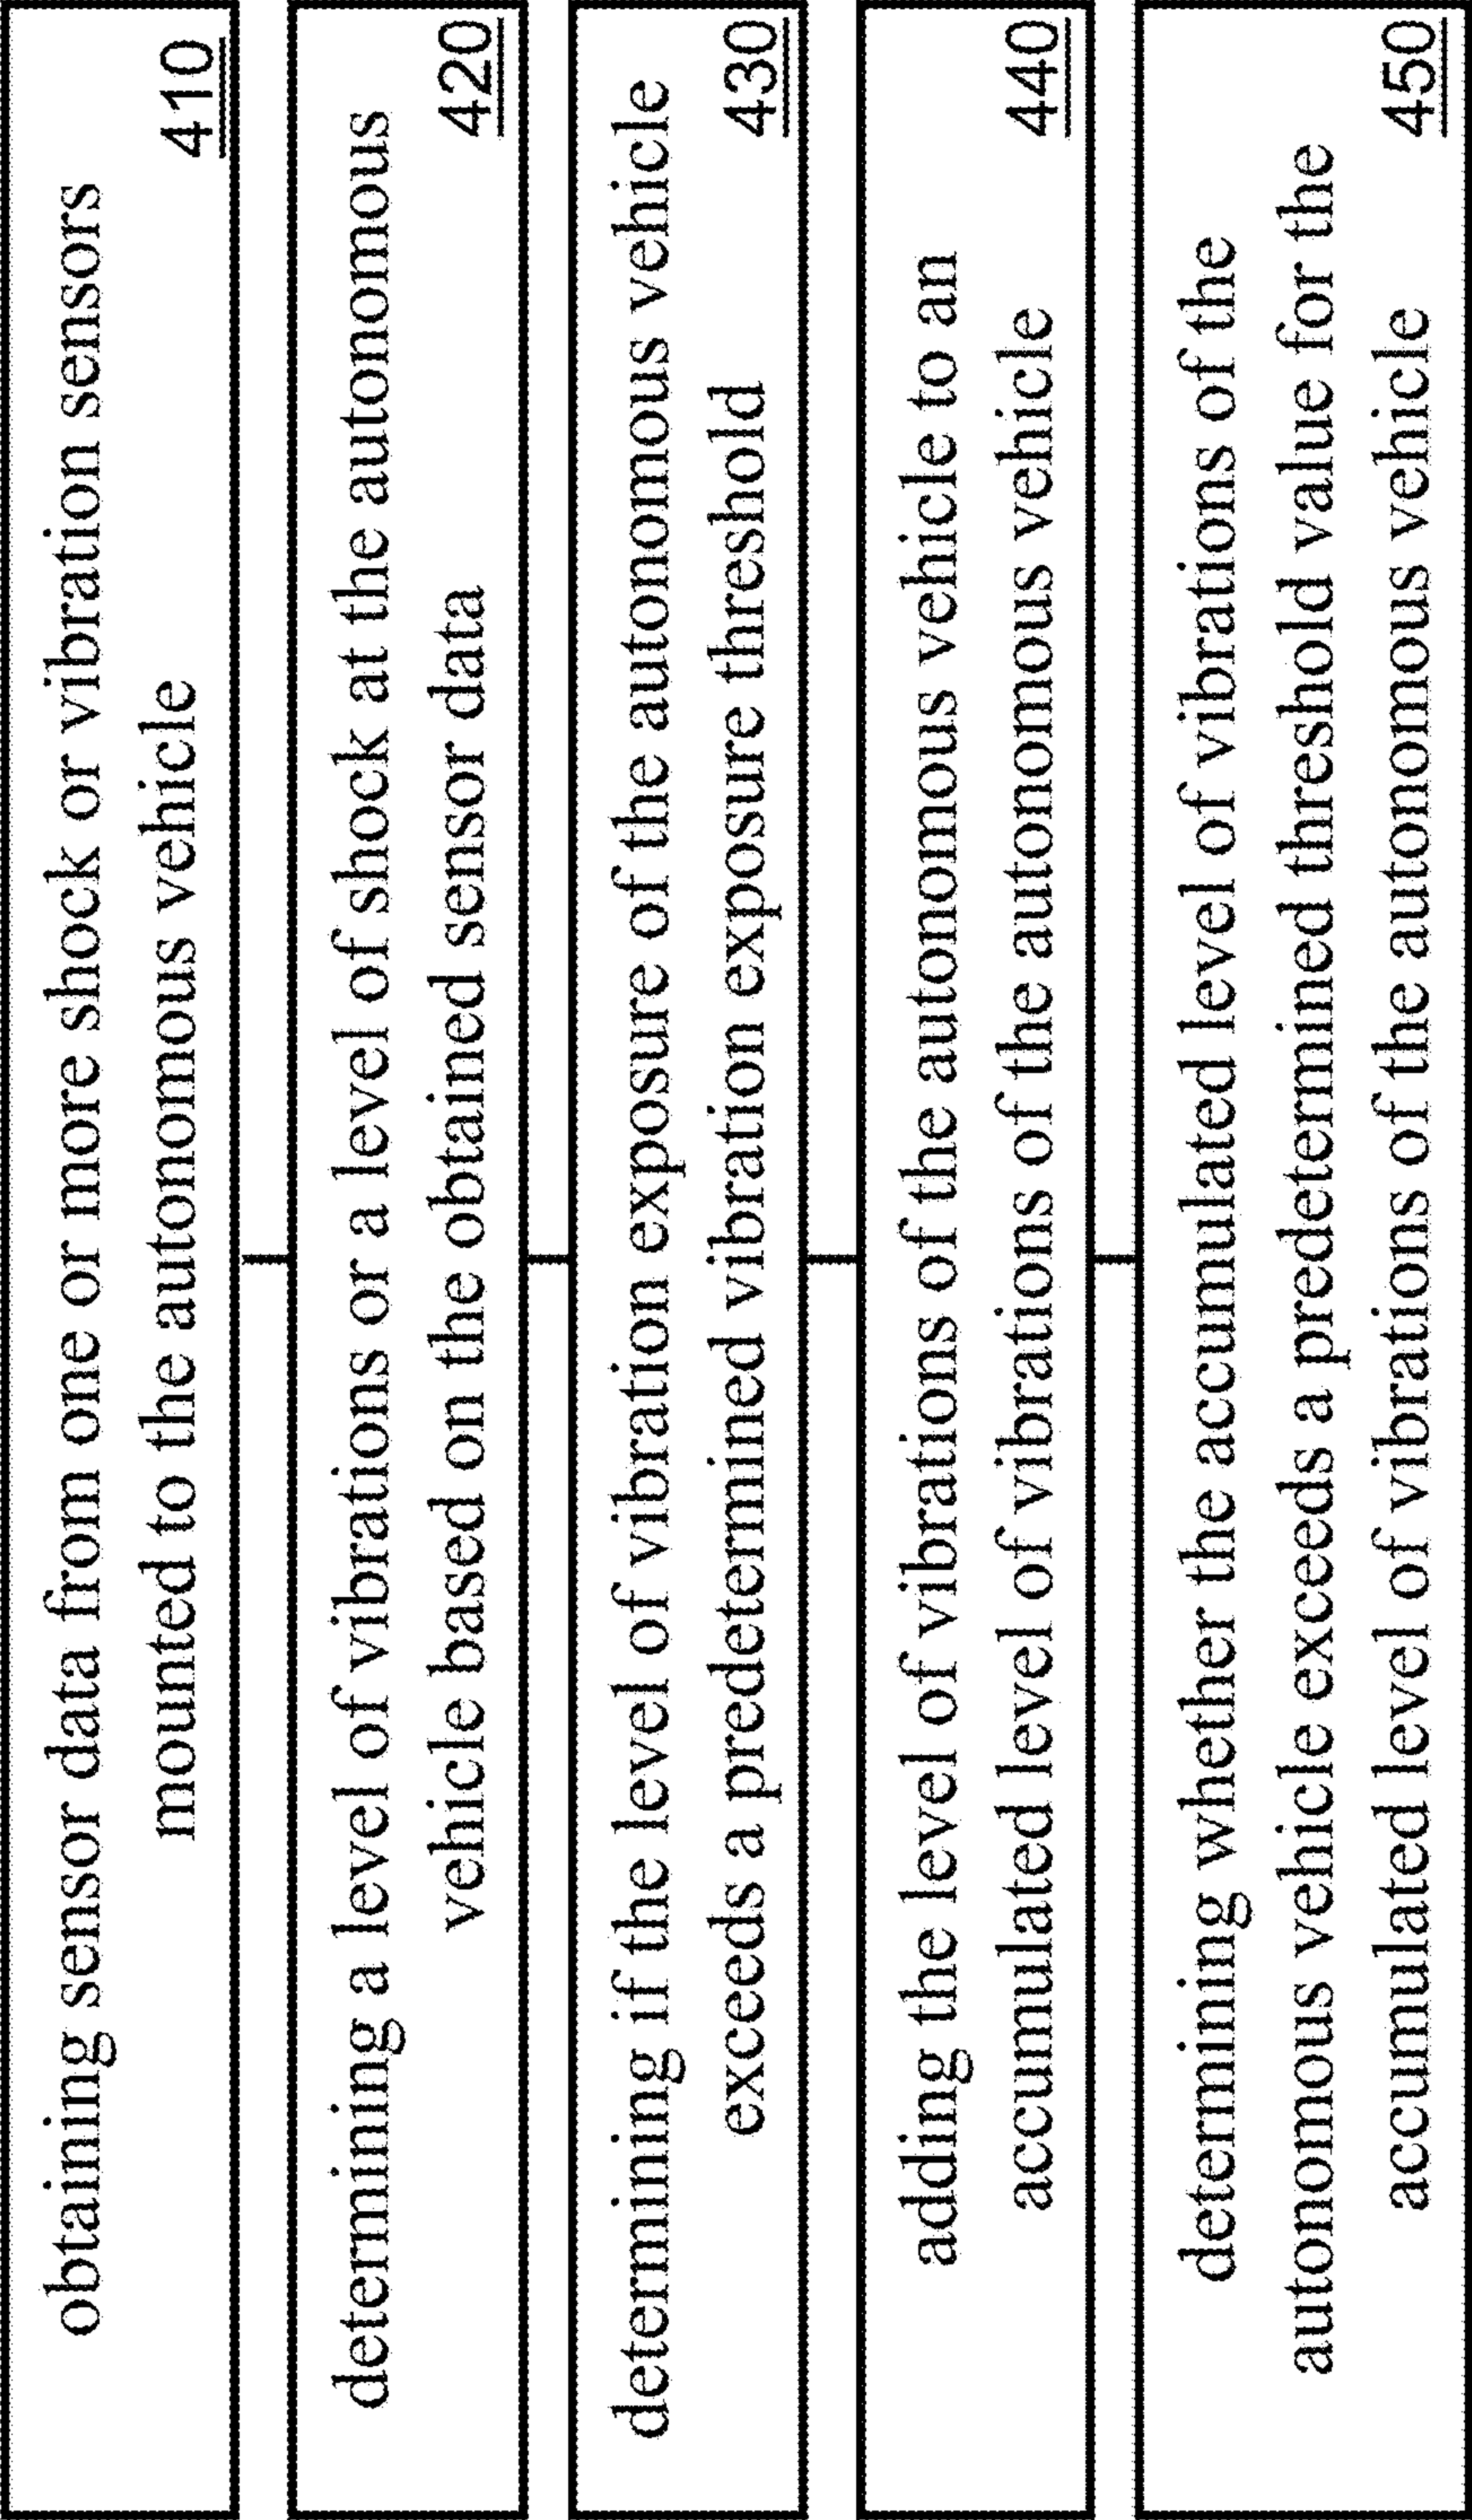 obtaining sensor data from one or more shock or vibration sensors
mounted to the autonomous vehicle
410
determining a level of vibrations or a level of shock at the autonomous
vehicle based on the obtained sensor data
420
determining if the level of vibration exposure of the autonomous vehicle
exceeds a predetermined vibration exposure threshold
430
adding the level of vibrations of the autonomous vehicle to an
accumulated level of vibrations of the autonomous vehicle
440
determining whether the accumulated level of vibrations of the
autonomous vehicle exceeds a predetermined threshold value for the
accumulated level of vibrations of the autonomous vehicle
450